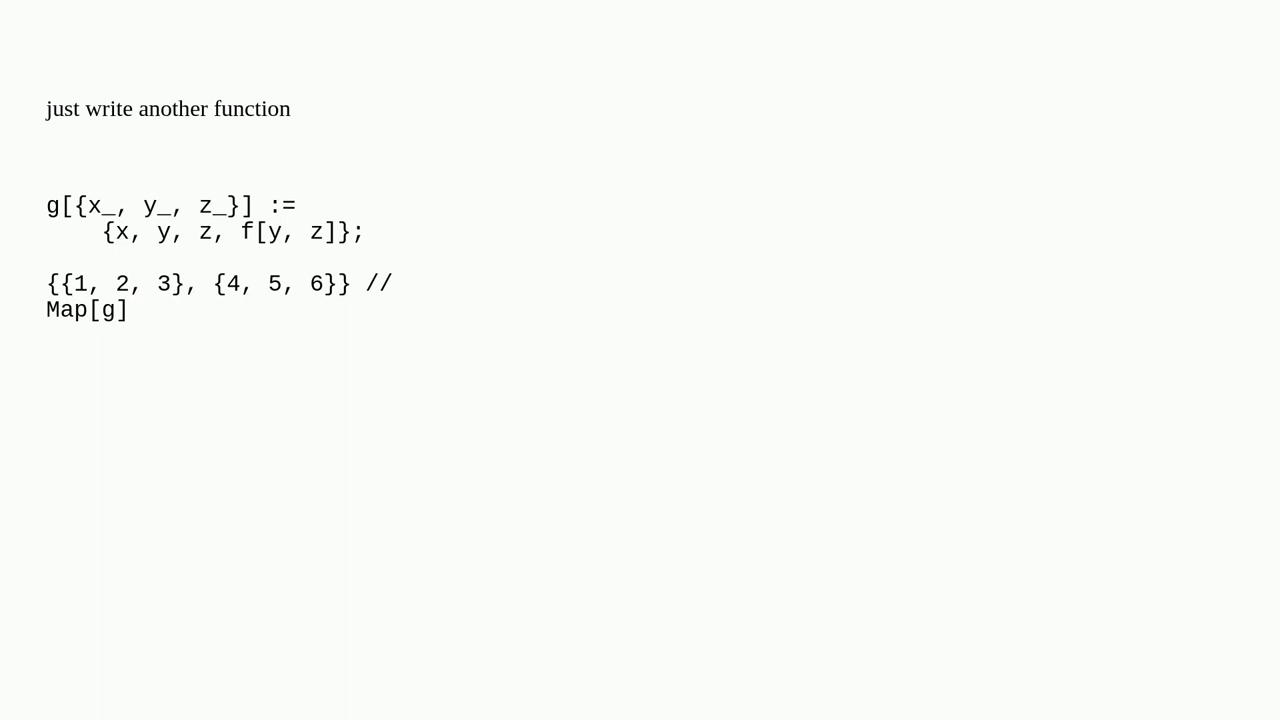 just write another function
g[{x_, y_, z_}] :=
    {x, y, z, f[y, z]};
{{1, 2, 3}, {4, 5, 6}} //
Map[g]